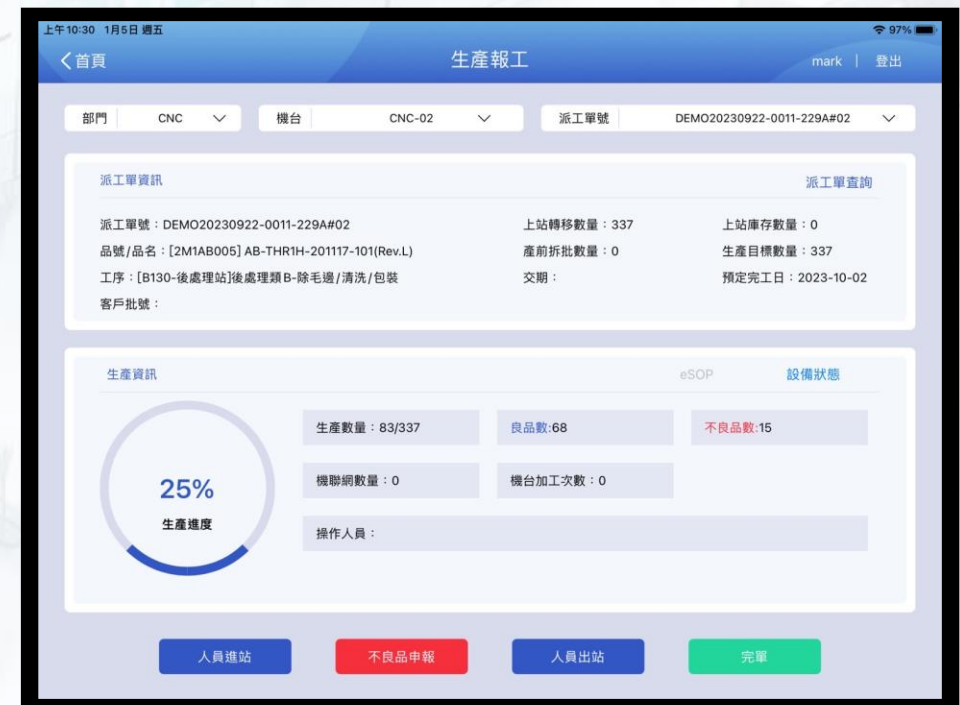 上午10:30 1月5日 週五 97%
首頁 生產報工 mark | 登出
部門 CNC 機台 CNC-02 派工單號 DEMO20230922-0011-229A#02
派工單資訊 派工單查詢
派工單號：DEMO20230922-0011-229A#02 上站轉移數量：337 上站庫存數量：0
品號/品名：[2M1AB005] AB-THR1H-201117-101(Rev.L) 產前拆批數量：0 生產目標數量：337
工序：[B130-後處理站]後處理類B-除毛邊/清洗/包裝 交期： 預定完工日：2023-10-02
客戶批號：
生產資訊 eSOP 設備狀態
生產數量：83/337 良品數:68 不良品數:15
機聯網數量：0 機台加工次數：0
25%
生產進度
操作人員：
人員進站 不良品申報 人員出站 完單